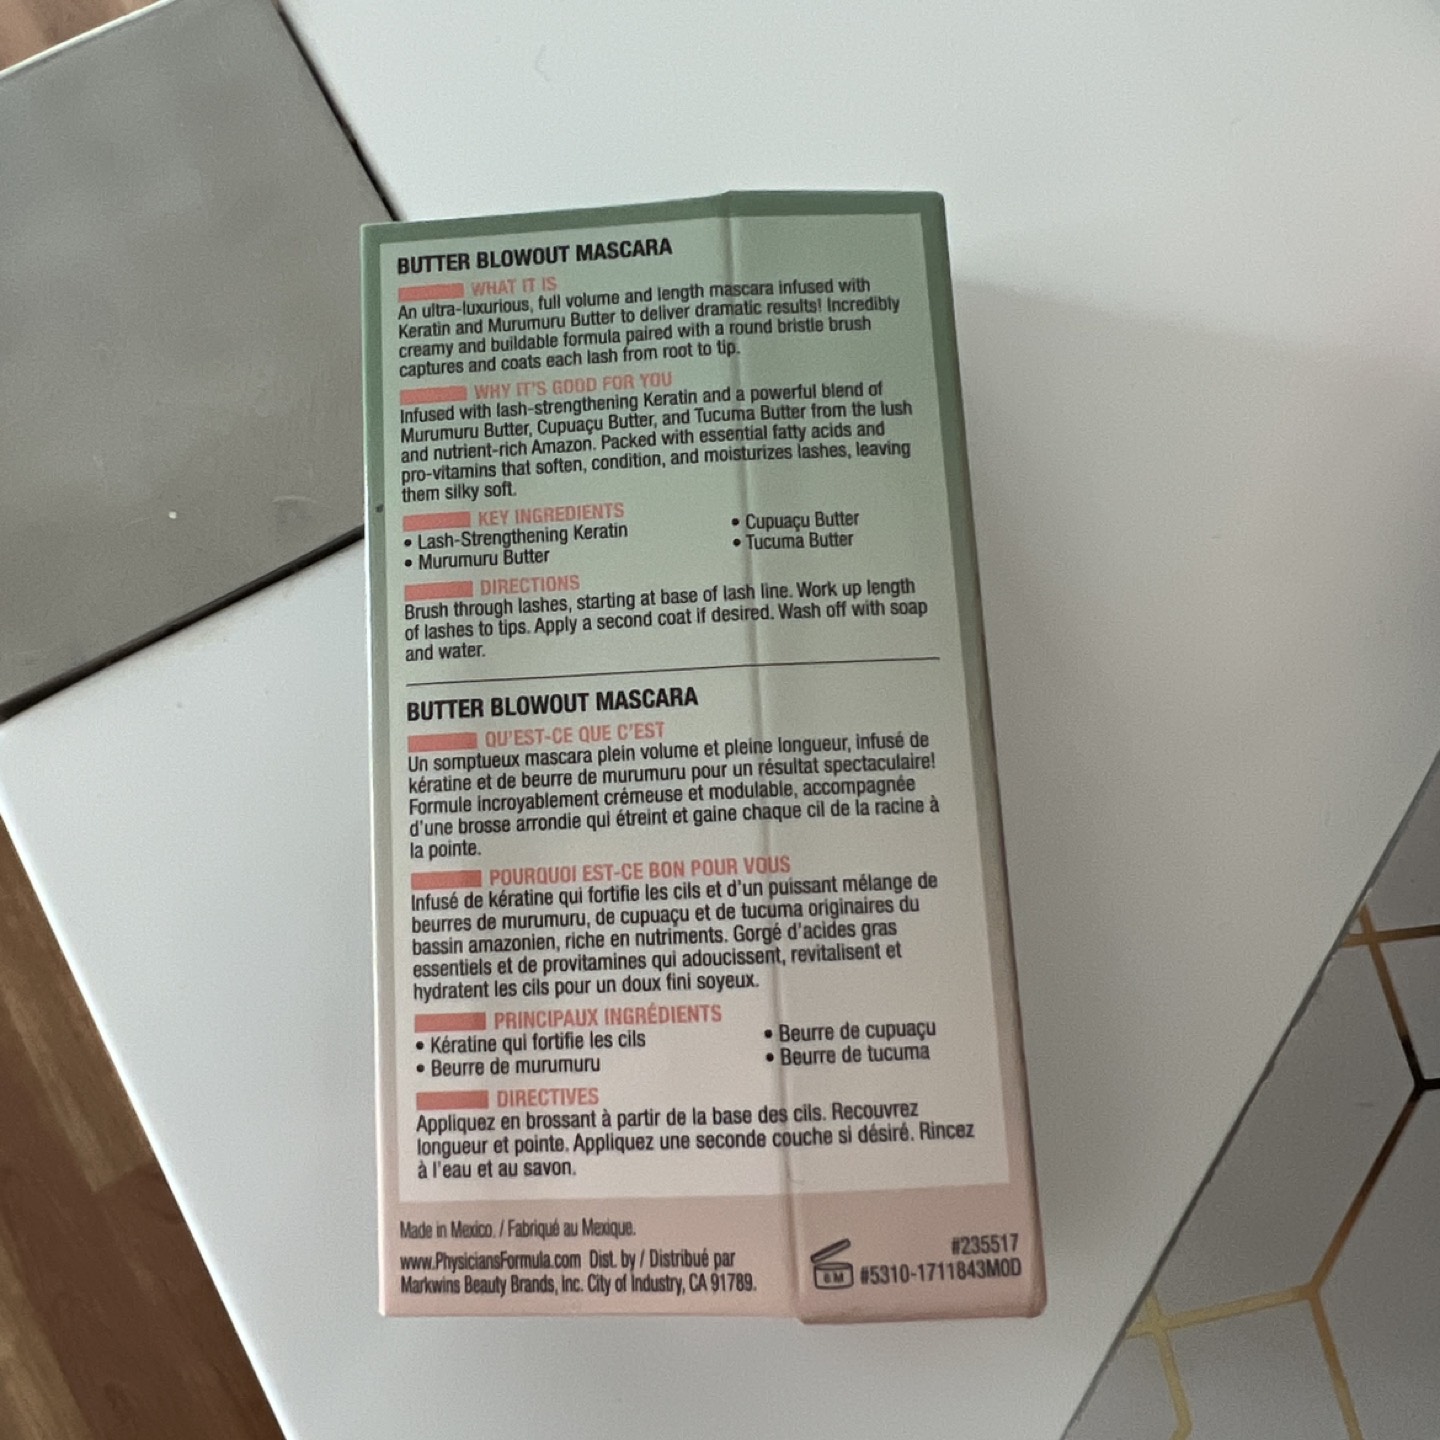 BUTTER BLOWOUT MASCARA
WHAT IT IS
An ultra-luxurious, full volume and length mascara infused with
Keratin and Murumuru Butter to deliver dramatic results! Incredibly
creamy and buildable formula paired with a round bristle brush
captures and coats each lash from root to tip.
WHY IT'S GOOD FOR YOU
Infused with lash-strengthening Keratin and a powerful blend of
Murumuru Butter, Cupuaçu Butter, and Tucuma Butter from the lush
and nutrient-rich Amazon. Packed with essential fatty acids and
pro-vitamins that soften, condition, and moisturizes lashes, leaving
them silky soft.
KEY INGREDIENTS
• Lash-Strengthening Keratin
• Murumuru Butter
• Cupuaçu Butter
• Tucuma Butter
DIRECTIONS
Brush through lashes, starting at base of lash line. Work up length
of lashes to tips. Apply a second coat if desired. Wash off with soap
and water.
BUTTER BLOWOUT MASCARA
QU'EST-CE QUE C'EST
Un somptueux mascara plein volume et pleine longueur, infusé de
kératine et de beurre de murumuru pour un résultat spectaculaire!
Formule incroyablement crémeuse et modulable, accompagnée
d'une brosse arrondie qui étreint et gaine chaque cil de la racine à
la pointe.
POURQUOI EST-CE BON POUR VOUS
Infusé de kératine qui fortifie les cils et d'un puissant mélange de
beurres de murumuru, de cupuaçu et de tucuma originaires du
bassin amazonien, riche en nutriments. Gorgé d'acides gras
essentiels et de provitamines qui adoucissent, revitalisent et
hydratent les cils pour un doux fini soyeux.
PRINCIPAUX INGRÉDIENTS
• Kératine qui fortifie les cils
• Beurre de murumuru
• Beurre de cupuaçu
• Beurre de tucuma
DIRECTIVES
Appliquez en brossant à partir de la base des cils. Recouvrez
longueur et pointe. Appliquez une seconde couche si désiré. Rincez
à l'eau et au savon.
Made in Mexico. / Fabriqué au Mexique.
www.PhysiciansFormula.com Dist. by / Distribué par
Markwins Beauty Brands, Inc. City of Industry, CA 91789.
#235517
6 M #5310-1711843MOD